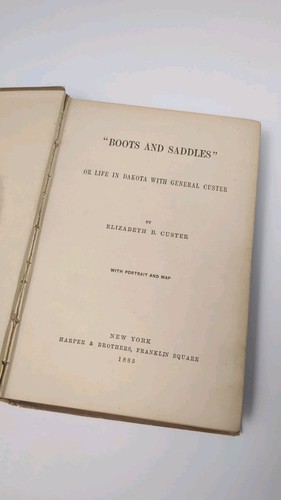 "BOOTS AND SADDLES"
OR LIFE IN DAKOTA WITH GENERAL CUSTER
BY
ELIZABETH B. CUSTER
WITH PORTRAIT AND MAP
NEW YORK
HARPER & BROTHERS, FRANKLIN SQUARE
1885